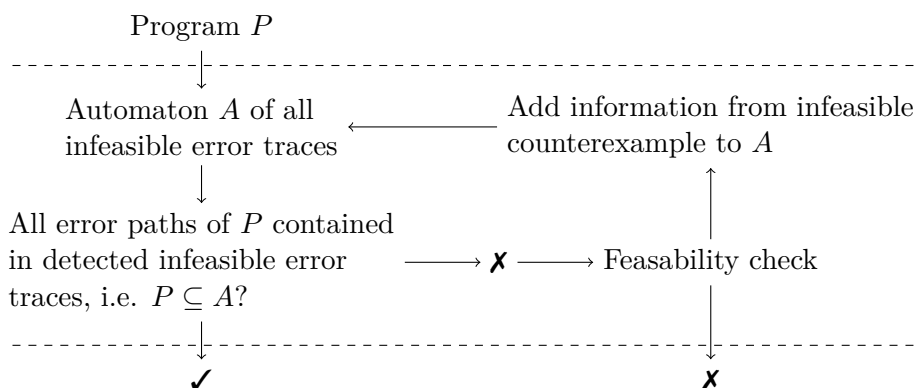 Program P
Automaton A of all
infeasible error traces
Add information from infeasible
counterexample to A
All error paths of P contained
in detected infeasible error
traces, i.e. P ⊆ A?
✗
Feasability check
✓
✗